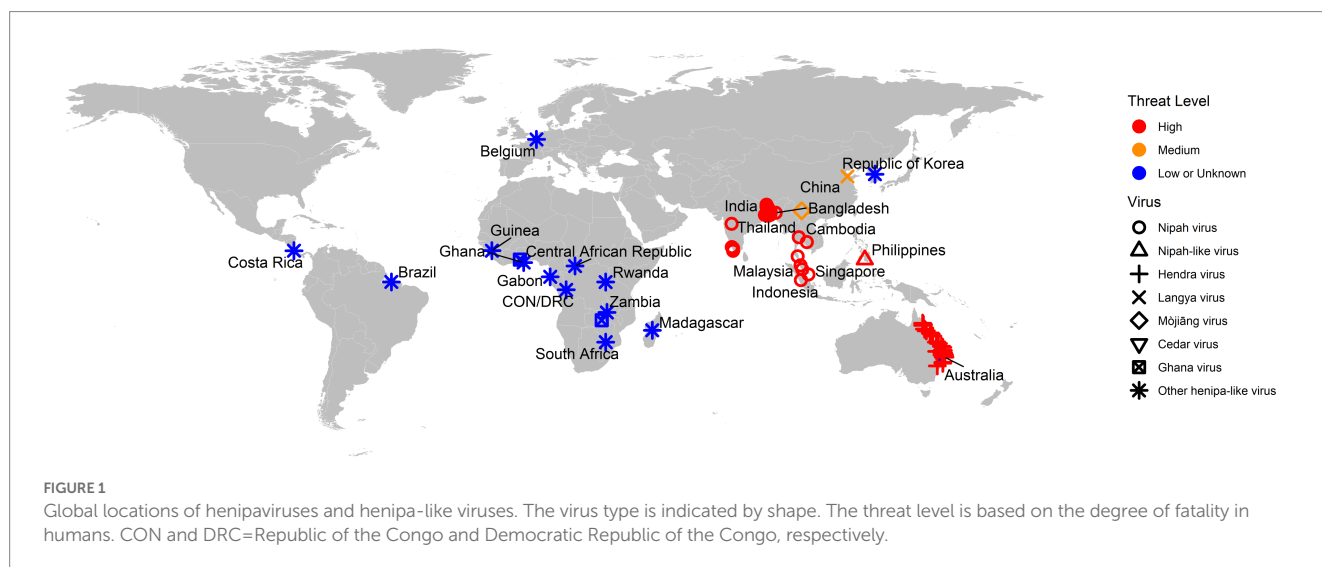 Threat Level
High
Medium
Low or Unknown
Virus
Nipah virus
Nipah-like virus
Hendra virus
Langya virus
Mòjiāng virus
Cedar virus
Ghana virus
Other henipa-like virus
Belgium
Republic of Korea
China
India
Bangladesh
Thailand
Cambodia
Guinea
Ghana
Central African Republic
Philippines
Costa Rica
Brazil
Gabon
Rwanda
Malaysia
Singapore
Indonesia
CON/DRC
Zambia
Madagascar
South Africa
Australia
FIGURE 1
Global locations of henipaviruses and henipa-like viruses. The virus type is indicated by shape. The threat level is based on the degree of fatality in
humans. CON and DRC=Republic of the Congo and Democratic Republic of the Congo, respectively.